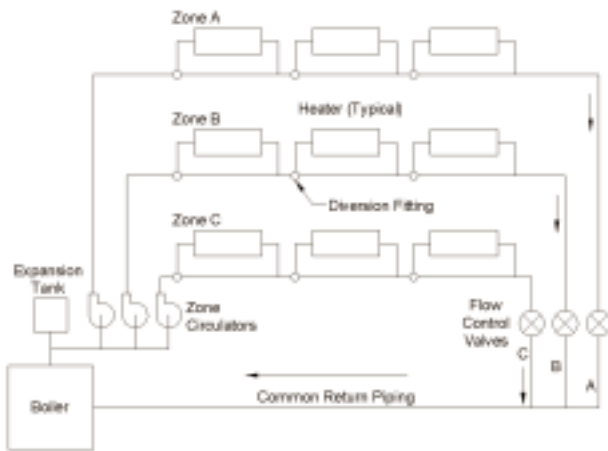 Zone A
Heater (Typical)
Zone B
Diversion Fitting
Zone C
Expansion
Tank
Zone
Circulators
Flow
Control
Valves
C
B
A
Common Return Piping
Boiler